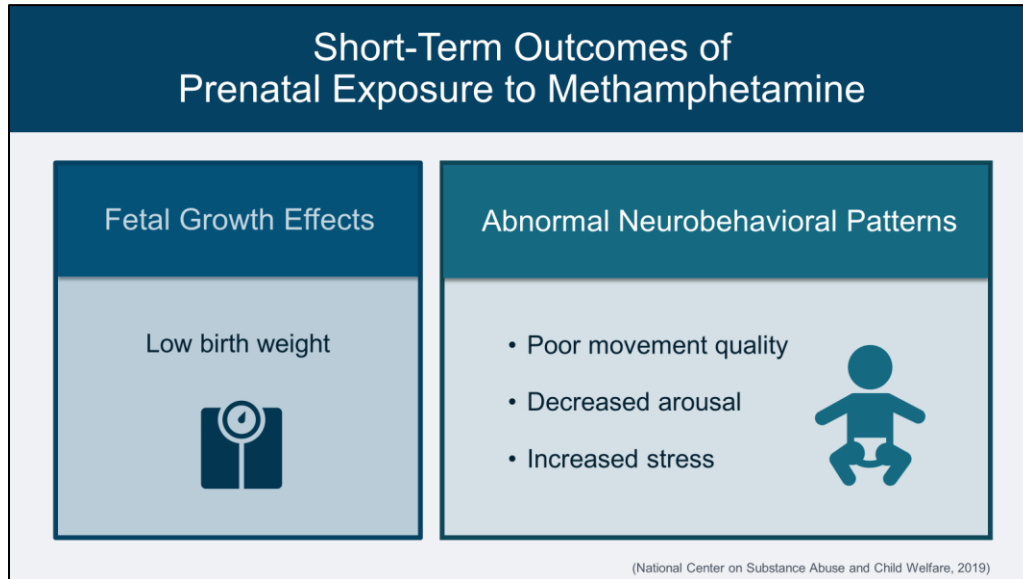 Short-Term Outcomes of
Prenatal Exposure to Methamphetamine
Fetal Growth Effects
Low birth weight
Abnormal Neurobehavioral Patterns
• Poor movement quality
• Decreased arousal
• Increased stress
(National Center on Substance Abuse and Child Welfare, 2019)